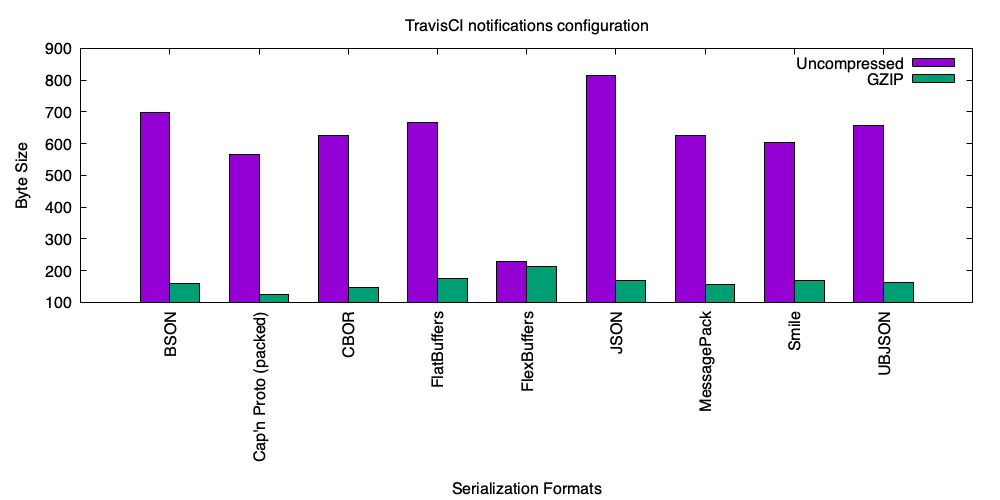 TravisCI notifications configuration
900
800
700
600
500
400
300
200
100
Byte Size
Uncompressed
GZIP
BSON
Cap'n Proto (packed)
CBOR
FlatBuffers
FlexBuffers
JSON
MessagePack
Smile
UBJSON
Serialization Formats